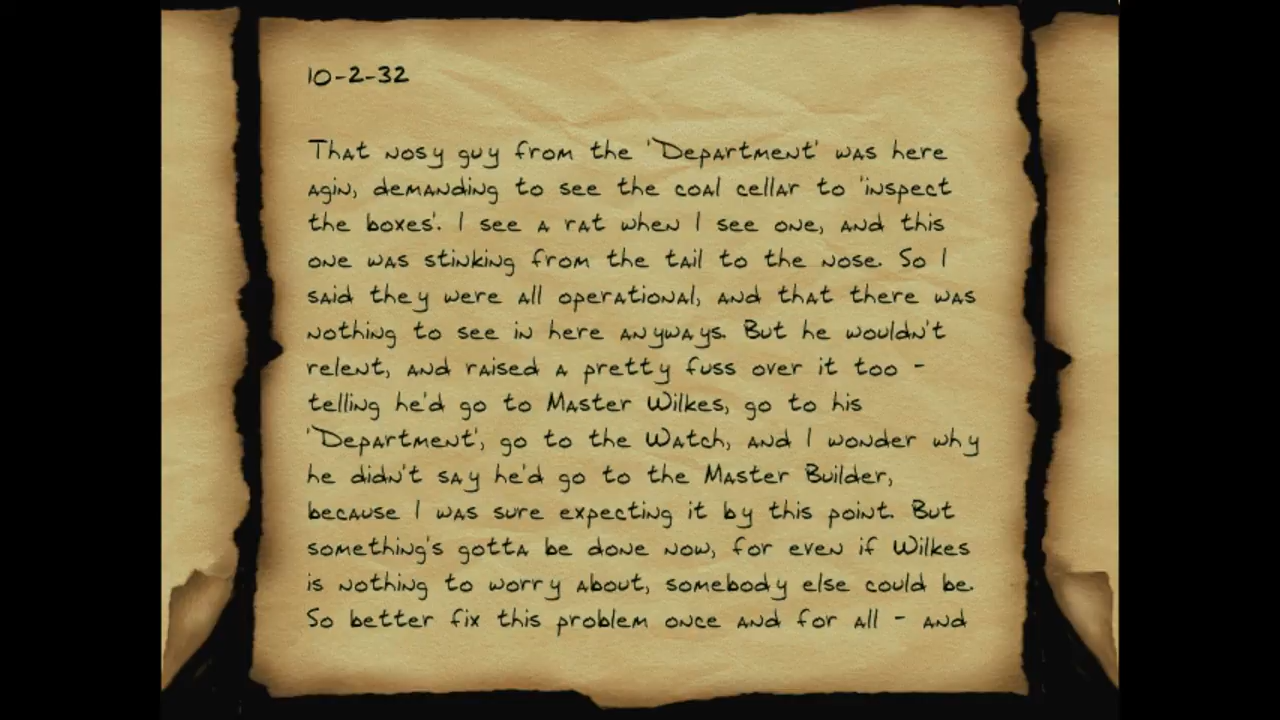 10-2-32
That nosy guy from the 'Department' was here
agin, demanding to see the coal cellar to 'inspect
the boxes'. I see a rat when I see one, and this
one was stinking from the tail to the nose. So I
said they were all operational, and that there was
nothing to see in here anyways. But he wouldn't
relent, and raised a pretty fuss over it too -
telling he'd go to Master Wilkes, go to his
'Department', go to the Watch, and I wonder why
he didn't say he'd go to the Master Builder,
because I was sure expecting it by this point. But
something's gotta be done now, for even if Wilkes
is nothing to worry about, somebody else could be.
So better fix this problem once and for all - and